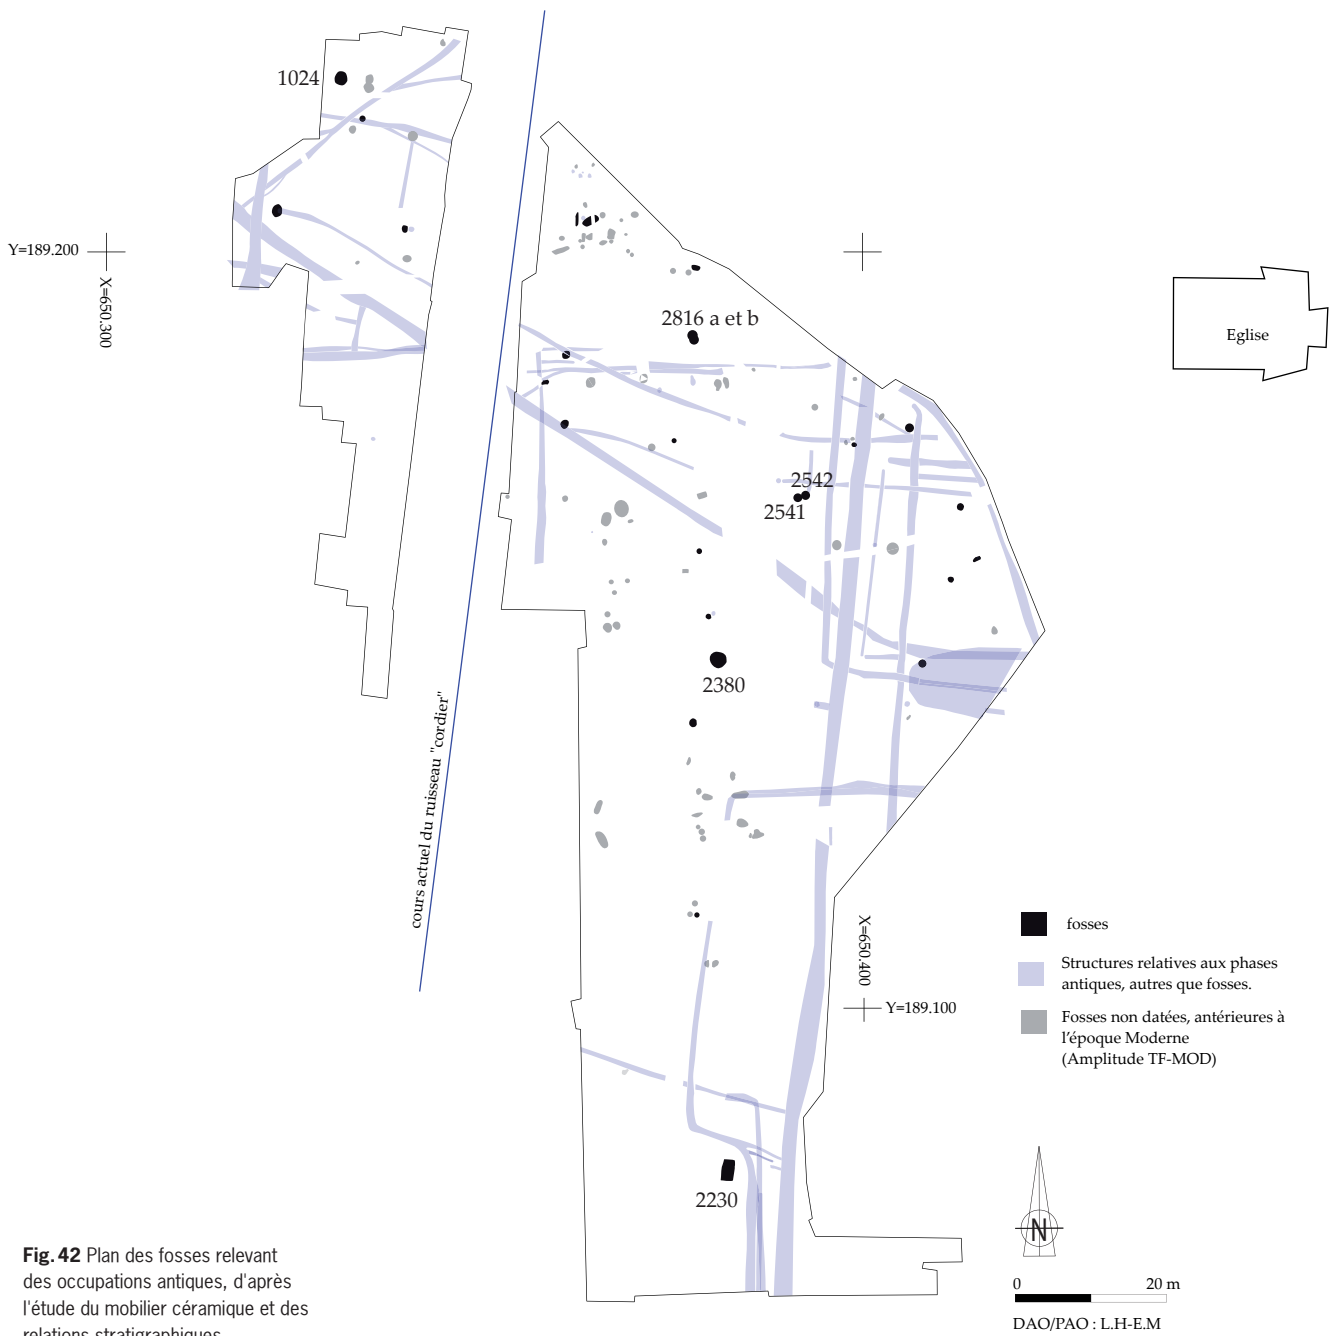 1024
Y=189.200
X=650.300
2816 a et b
Eglise
2542
2541
2380
cours actuel du ruisseau "cordier"
X=650.400
Y=189.100
fosses
Structures relatives aux phases
antiques, autres que fosses.
Fosses non datées, antérieures à
l'époque Moderne
(Amplitude TF-MOD)
2230
N
0 20 m
DAO/PAO : L.H-E.M
Fig. 42 Plan des fosses relevant
des occupations antiques, d'après
l'étude du mobilier céramique et des
relations stratigraphiques